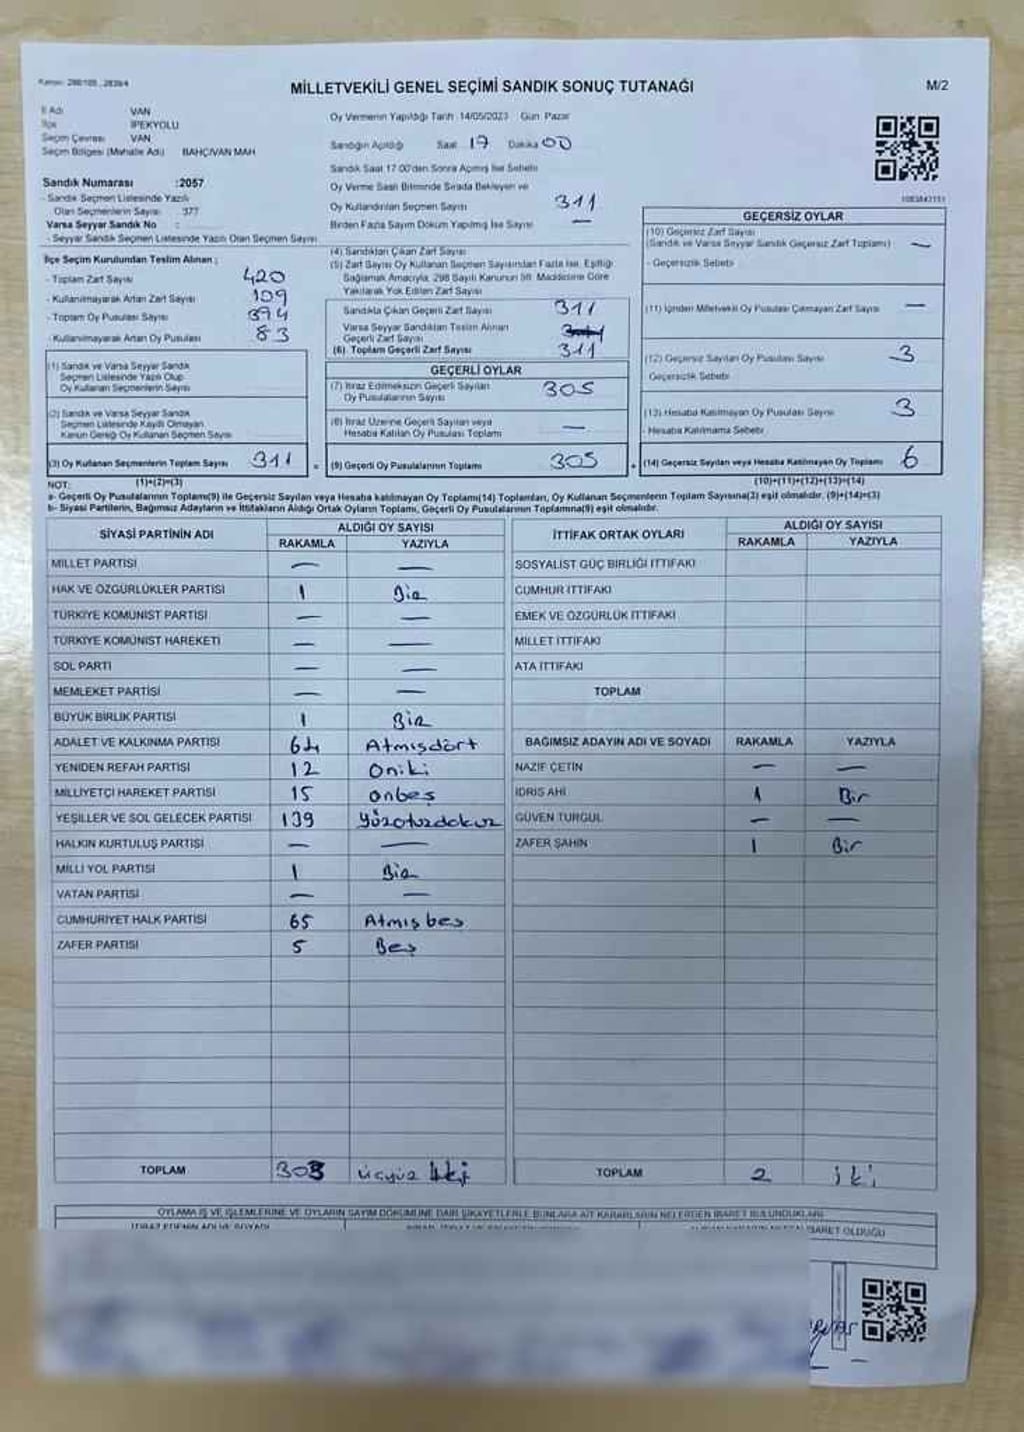 MİLLETVEKİLİ GENEL SEÇİMİ SANDIK SONUÇ TUTANAĞI
M/2
İl Adı VAN
İlçe İPEKYOLU
Seçim Çevresi VAN
Seçim Bölgesi (Mahalle Adı) BAHÇIVAN MAH
Sandık Numarası :2057
- Sandık Seçmen Listesinde Yazılı
Olan Seçmenlerin Sayısı : 377
Varsa Seyyar Sandık No :
- Seyyar Sandık Seçmen Listesinde Yazılı Olan Seçmen Sayısı
İlçe Seçim Kurulundan Teslim Alınan ;
- Toplam Zarf Sayısı 420
- Kullanılmayarak Artan Zarf Sayısı 109
- Toplam Oy Pusulası Sayısı 394
- Kullanılmayarak Artan Oy Pusulası 83
(1) Sandık ve Varsa Seyyar Sandık
Seçmen Listesinde Yazılı Olup
Oy Kullanan Seçmenlerin Sayısı
(2) Sandık ve Varsa Seyyar Sandık
Seçmen Listesinde Kayıtlı Olmayan
Kanun Gereği Oy Kullanan Seçmen Sayısı
(3) Oy Kullanan Seçmenlerin Toplam Sayısı 311 =
Oy Vermenin Yapıldığı Tarih :14/05/2023 Gün: Pazar
Sandığın Açıldığı Saat 17 Dakika 00
Sandık Saat 17.00'den Sonra Açılmış İse Sebebi
Oy Verme Saati Bitiminde Sırada Bekleyen ve
Oy Kullandırılan Seçmen Sayısı 311
Birden Fazla Sayım Döküm Yapılmış İse Sayısı —
(4) Sandıktan Çıkan Zarf Sayısı
(5) Zarf Sayısı Oy Kullanan Seçmen Sayısından Fazla İse, Eşitliği
Sağlamak Amacıyla, 298 Sayılı Kanunun 98. Maddesine Göre
Yakılarak Yok Edilen Zarf Sayısı
Sandıkta Çıkan Geçerli Zarf Sayısı 311
Varsa Seyyar Sandıktan Teslim Alınan
Geçerli Zarf Sayısı
(6) Toplam Geçerli Zarf Sayısı 311
GEÇERLİ OYLAR
(7) İtiraz Edilmeksizin Geçerli Sayılan
Oy Pusulalarının Sayısı 305
(8) İtiraz Üzerine Geçerli Sayılan veya
Hesaba Katılan Oy Pusulası Toplamı —
(9) Geçerli Oy Pusulalarının Toplamı 305 +
GEÇERSİZ OYLAR
(10) Geçersiz Zarf Sayısı
(Sandık ve Varsa Seyyar Sandık Geçersiz Zarf Toplamı) —
- Geçersizlik Sebebi
(11) İçinden Milletvekili Oy Pusulası Çıkmayan Zarf Sayısı —
(12) Geçersiz Sayılan Oy Pusulası Sayısı 3
Geçersizlik Sebebi
(13) Hesaba Katılmayan Oy Pusulası Sayısı 3
- Hesaba Katılmama Sebebi
(14) Geçersiz Sayılan veya Hesaba Katılmayan Oy Toplamı 6
NOT: (1)+(2)=(3) (10)+(11)+(12)+(13)=(14)
a- Geçerli Oy Pusulalarının Toplamı(9) ile Geçersiz Sayılan veya Hesaba katılmayan Oy Toplamı(14) Toplamları, Oy Kullanan Seçmenlerin Toplam Sayısına(3) eşit olmalıdır. (9)+(14)=(3)
b- Siyasi Partilerin, Bağımsız Adayların ve İttifakların Aldığı Ortak Oyların Toplamı, Geçerli Oy Pusulalarının Toplamına(9) eşit olmalıdır.
SİYASİ PARTİNİN ADI ALDIĞI OY SAYISI
RAKAMLA YAZIYLA
MİLLET PARTİSİ — —
HAK VE ÖZGÜRLÜKLER PARTİSİ 1 Bir
TÜRKİYE KOMÜNİST PARTİSİ — —
TÜRKİYE KOMÜNİST HAREKETİ — —
SOL PARTİ — —
MEMLEKET PARTİSİ — —
BÜYÜK BİRLİK PARTİSİ 1 Bir
ADALET VE KALKINMA PARTİSİ 64 Atmışdört
YENİDEN REFAH PARTİSİ 12 Oniki
MİLLİYETÇİ HAREKET PARTİSİ 15 onbeş
YEŞİLLER VE SOL GELECEK PARTİSİ 139 yüzotuzdokuz
HALKIN KURTULUŞ PARTİSİ — —
MİLLİ YOL PARTİSİ 1 Bir
VATAN PARTİSİ — —
CUMHURİYET HALK PARTİSİ 65 Atmışbeş
ZAFER PARTİSİ 5 Beş
TOPLAM 303 üçyüz
İTTİFAK ORTAK OYLARI ALDIĞI OY SAYISI
RAKAMLA YAZIYLA
SOSYALİST GÜÇ BİRLİĞİ İTTİFAKI
CUMHUR İTTİFAKI
EMEK VE ÖZGÜRLÜK İTTİFAKI
MİLLET İTTİFAKI
ATA İTTİFAKI
TOPLAM
BAĞIMSIZ ADAYIN ADI VE SOYADI RAKAMLA YAZIYLA
NAZİF ÇETİN — —
İDRİS AHİ 1 Bir
GÜVEN TURGUL — —
ZAFER ŞAHİN 1 Bir
TOPLAM 2 iki
OYLAMA İŞ VE İŞLEMLERİNE VE OYLARIN SAYIM DÖKÜMÜNE DAİR ŞİKAYETLERLE BUNLARA AİT KARARLARIN NELERDEN İBARET BULUNDUKLARI
İTİRAZ EDENİN ADI VE SOYADI
İBARET OLDUĞU